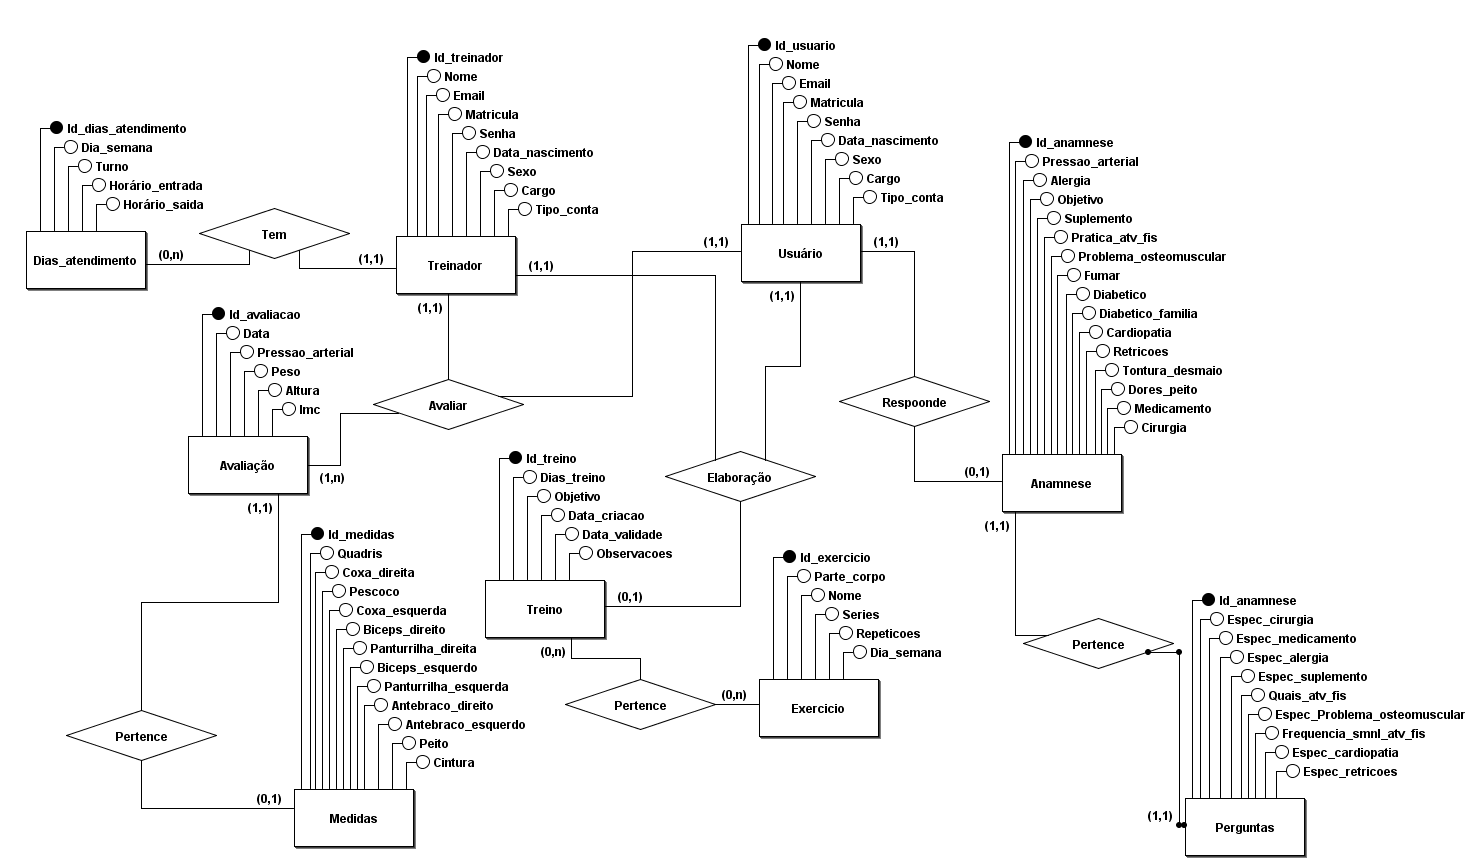 Id_treinador
Nome
Email
Matricula
Senha
Data_nascimento
Sexo
Cargo
Tipo_conta
Treinador
(1,1)
(1,1)
(1,1)
Id_usuario
Nome
Email
Matricula
Senha
Data_nascimento
Sexo
Cargo
Tipo_conta
Usuário
(1,1)
(1,1)
(1,1)
Id_dias_atendimento
Dia_semana
Turno
Horário_entrada
Horário_saida
Dias_atendimento
(0,n)
Tem
Id_anamnese
Pressao_arterial
Alergia
Objetivo
Suplemento
Pratica_atv_fis
Problema_osteomuscular
Fumar
Diabetico
Diabetico_familia
Cardiopatia
Retricoes
Tontura_desmaio
Dores_peito
Medicamento
Cirurgia
Anamnese
(0,1)
(1,1)
Respoonde
Id_avaliacao
Data
Pressao_arterial
Peso
Altura
Imc
Avaliação
(1,n)
(1,1)
Avaliar
Elaboração
Id_treino
Dias_treino
Objetivo
Data_criacao
Data_validade
Observacoes
Treino
(0,1)
(0,n)
Pertence
Id_exercicio
Parte_corpo
Nome
Series
Repeticoes
Dia_semana
Exercicio
(0,n)
Id_medidas
Quadris
Coxa_direita
Pescoco
Coxa_esquerda
Biceps_direito
Panturrilha_direita
Biceps_esquerdo
Panturrilha_esquerda
Antebraco_direito
Antebraco_esquerdo
Peito
Cintura
Medidas
(0,1)
Pertence
Pertence
Id_anamnese
Espec_cirurgia
Espec_medicamento
Espec_alergia
Espec_suplemento
Quais_atv_fis
Espec_Problema_osteomuscular
Frequencia_smnl_atv_fis
Espec_cardiopatia
Espec_retricoes
Perguntas
(1,1)